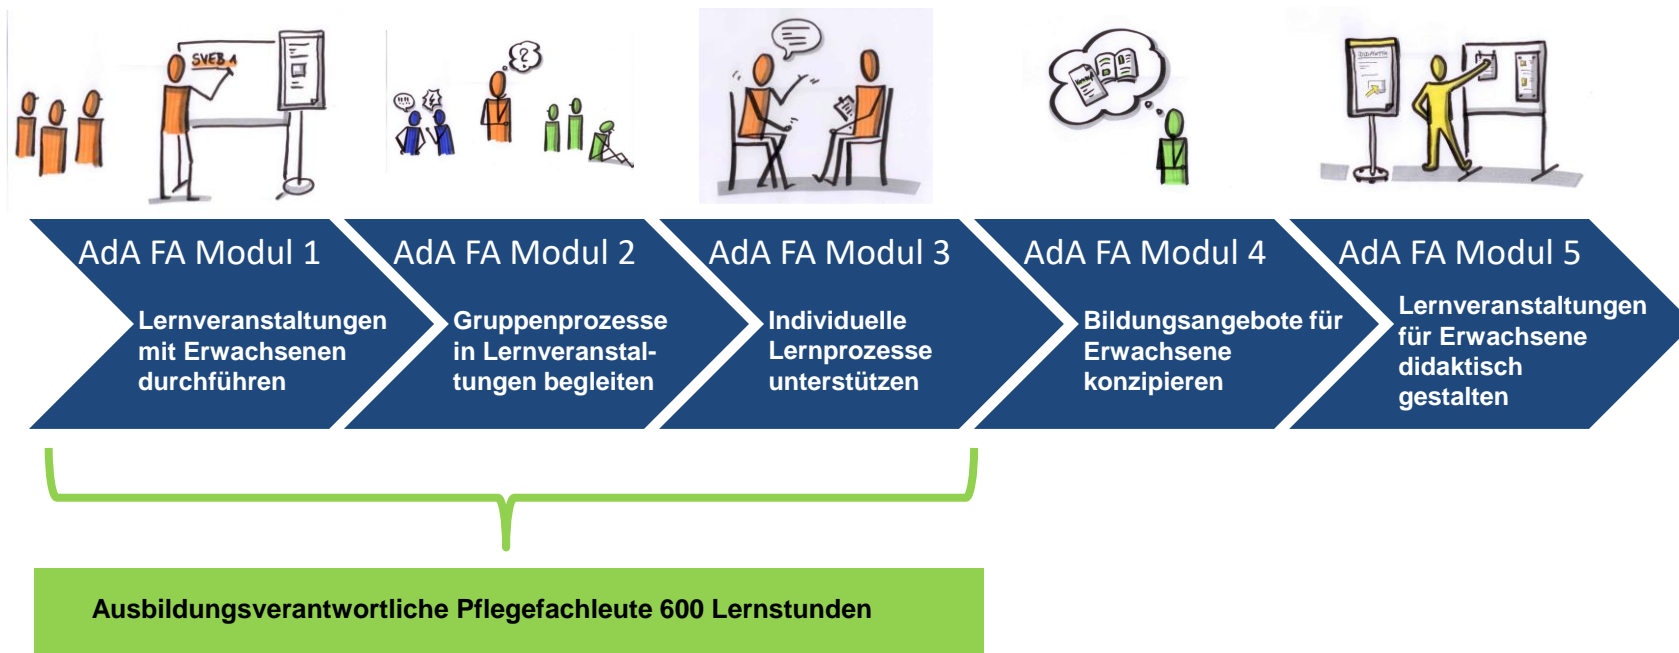 SVEB 1
?
!!!
AdA FA Modul 1
Lernveranstaltungen
mit Erwachsenen
durchführen
AdA FA Modul 2
Gruppenprozesse
in Lernveranstal-
tungen begleiten
AdA FA Modul 3
Individuelle
Lernprozesse
unterstützen
AdA FA Modul 4
Bildungsangebote für
Erwachsene
konzipieren
AdA FA Modul 5
Lernveranstaltungen
für Erwachsene
didaktisch
gestalten
Ausbildungsverantwortliche Pflegefachleute 600 Lernstunden